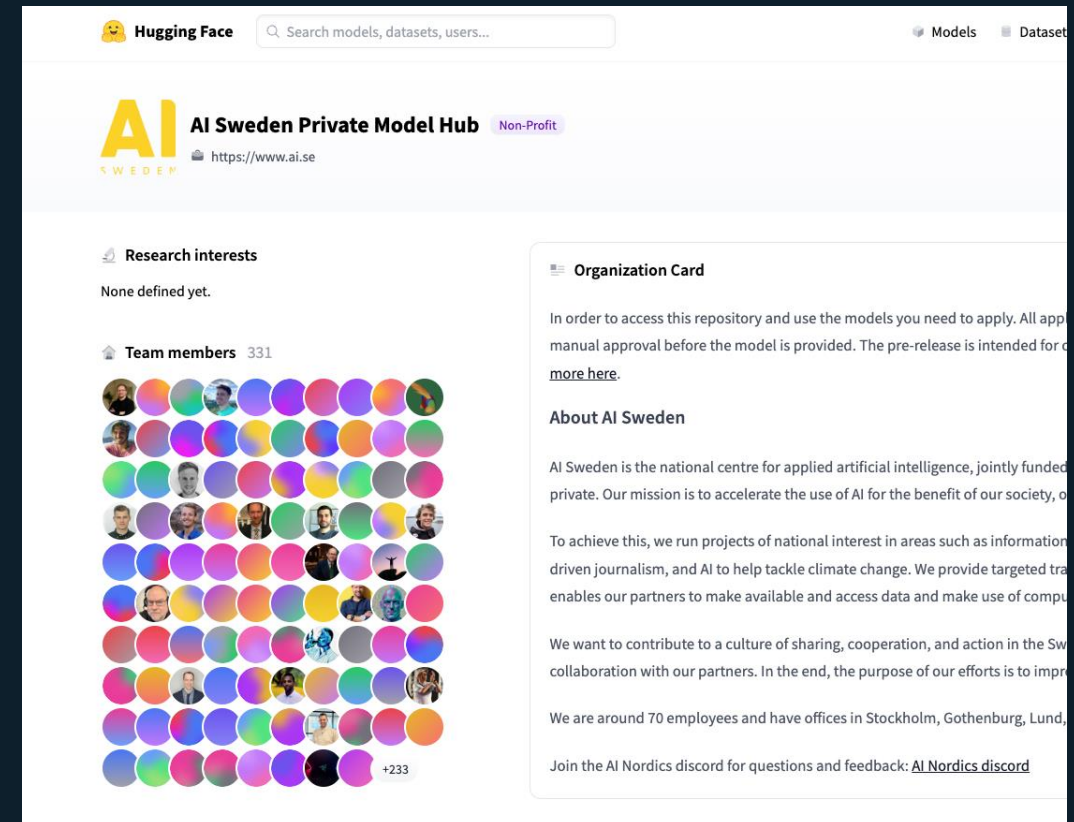 Hugging Face
Search models, datasets, users...
Models
Dataset
AI
SWEDEN
AI Sweden Private Model Hub
Non-Profit
https://www.ai.se
Research interests
None defined yet.
Team members 331
+233
Organization Card
In order to access this repository and use the models you need to apply. All appl
manual approval before the model is provided. The pre-release is intended for
more here.
About AI Sweden
AI Sweden is the national centre for applied artificial intelligence, jointly funded
private. Our mission is to accelerate the use of AI for the benefit of our society, o
To achieve this, we run projects of national interest in areas such as information
driven journalism, and AI to help tackle climate change. We provide targeted tra
enables our partners to make available and access data and make use of compu
We want to contribute to a culture of sharing, cooperation, and action in the Sw
collaboration with our partners. In the end, the purpose of our efforts is to impr
We are around 70 employees and have offices in Stockholm, Gothenburg, Lund,
Join the AI Nordics discord for questions and feedback: AI Nordics discord